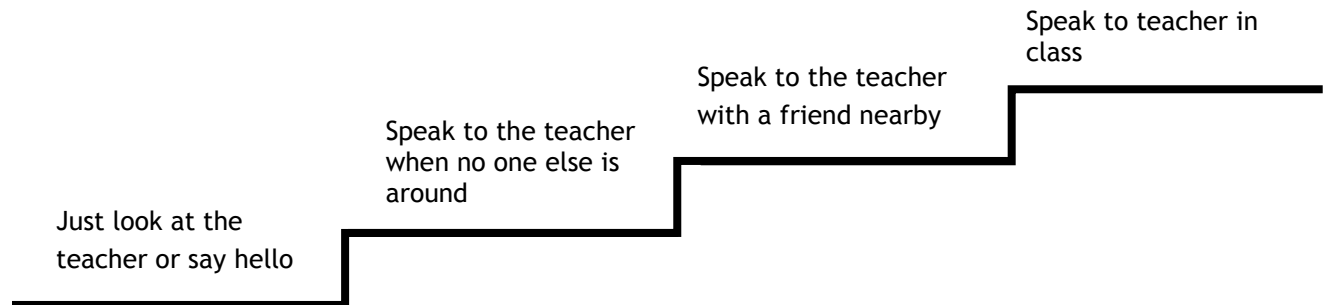 Just look at the
teacher or say hello
Speak to the teacher
when no one else is
around
Speak to the teacher
with a friend nearby
Speak to teacher in
class